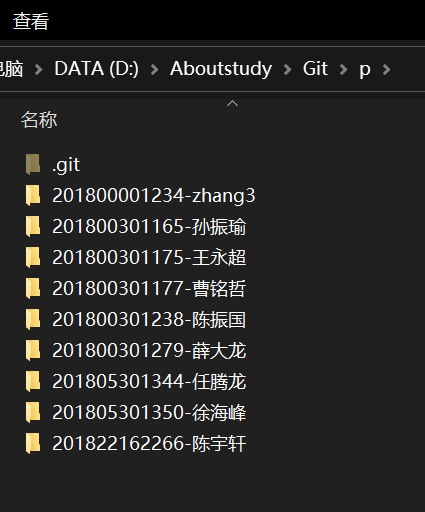 查看
电脑 > DATA (D:) > Aboutstudy > Git > p >
名称
.git
201800001234-zhang3
201800301165-孙振瑜
201800301175-王永超
201800301177-曹铭哲
201800301238-陈振国
201800301279-薛大龙
201805301344-任腾龙
201805301350-徐海峰
201822162266-陈宇轩